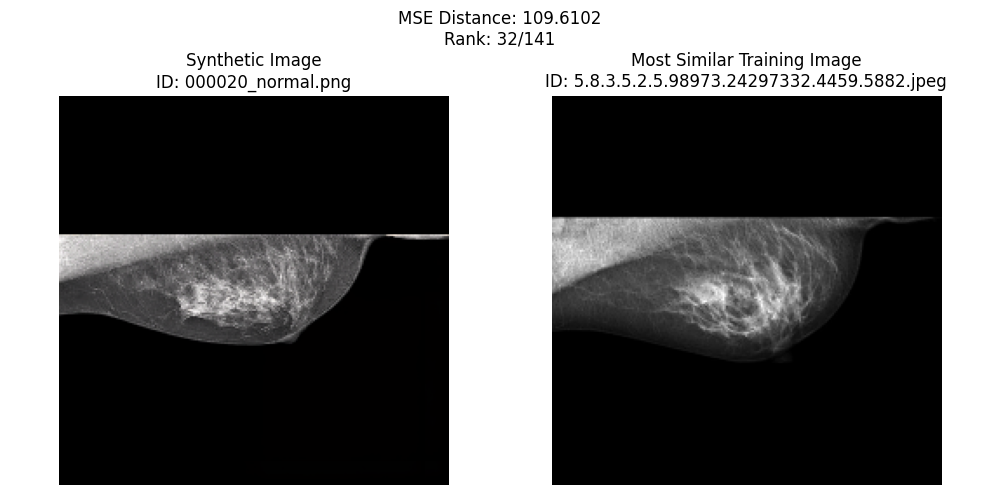 MSE Distance: 109.6102
Rank: 32/141
Synthetic Image
ID: 000020_normal.png
Most Similar Training Image
ID: 5.8.3.5.2.5.98973.24297332.4459.5882.jpeg